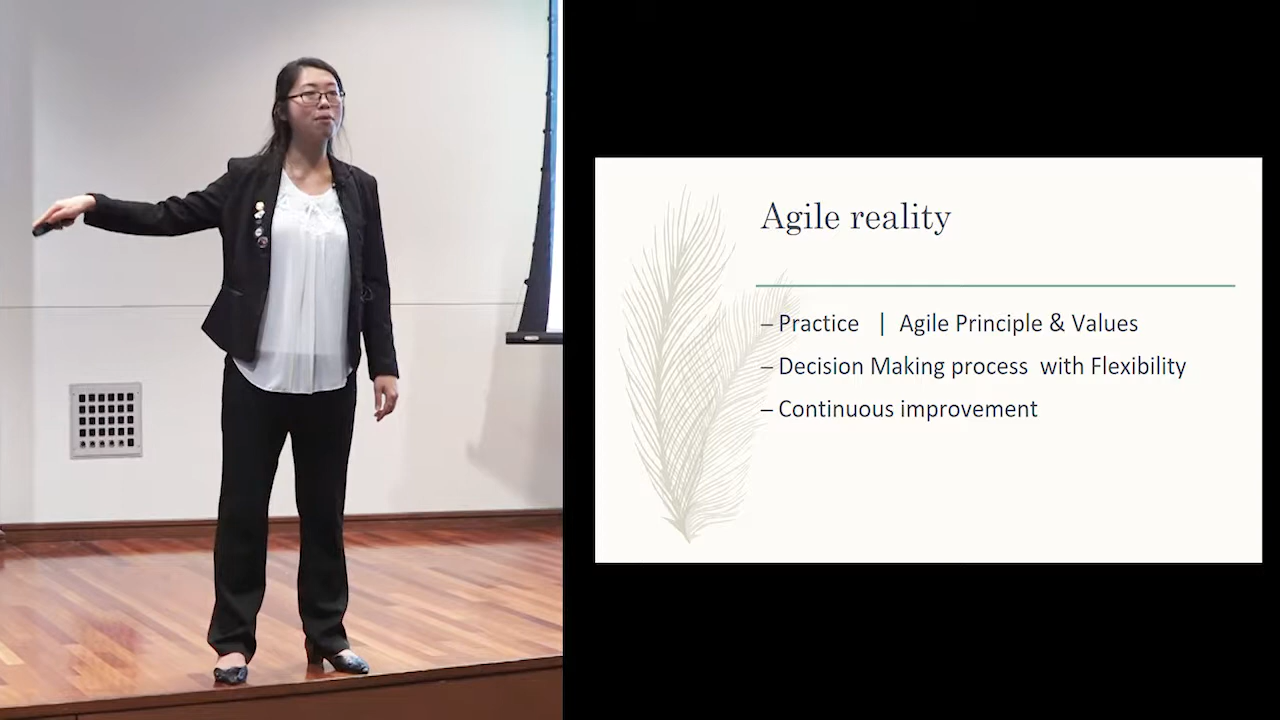 Agile reality
– Practice | Agile Principle & Values
– Decision Making process with Flexibility
– Continuous improvement